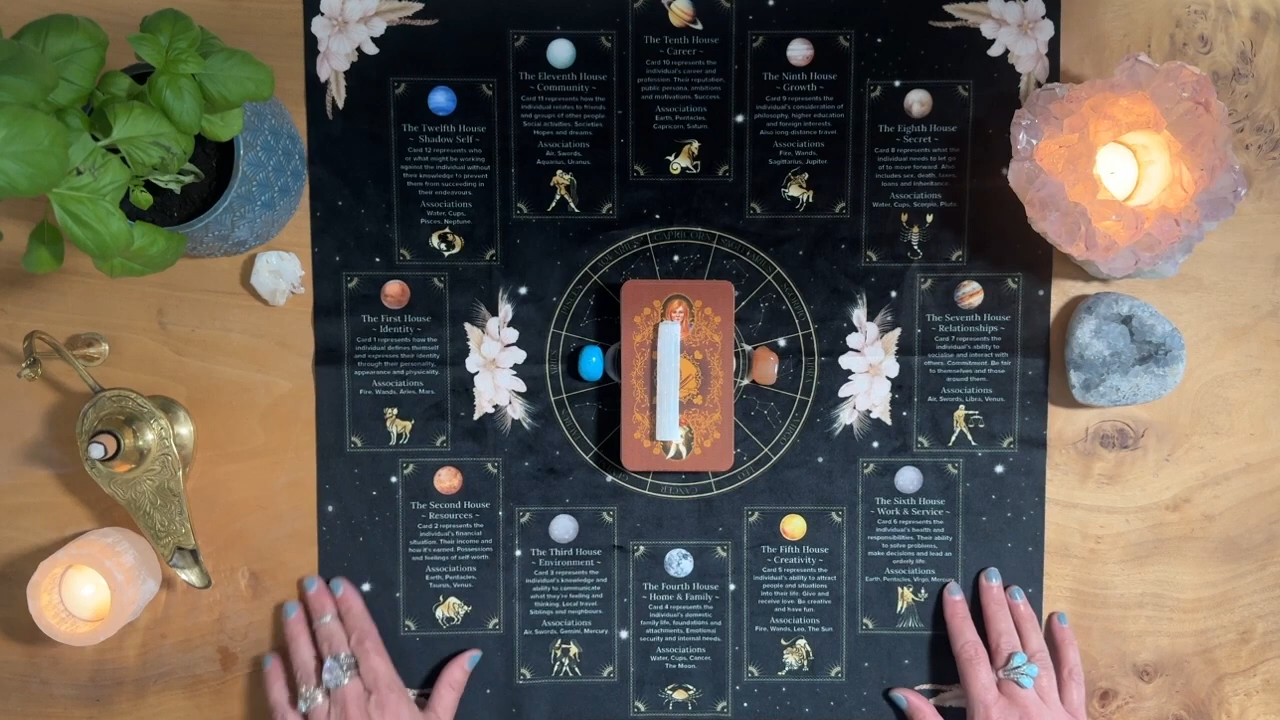 The Tenth House
~ Career ~
Card 10 represents the
individual's career and
profession. Their reputation,
public persona, ambitions
and motivations. Success.
Associations
Earth, Pentacles,
Capricorn, Saturn.
The Eleventh House
~ Community ~
Card 11 represents how the
individual relates to friends
and groups of other people.
Social activities. Societies
Hopes and dreams.
Associations
Air, Swords,
Aquarius, Uranus.
The Ninth House
~ Growth ~
Card 9 represents the
individual's consideration of
philosophy, higher education
and foreign interests.
Also long-distance travel.
Associations
Fire, Wands,
Sagittarius, Jupiter.
The Twelfth House
~ Shadow Self ~
Card 12 represents who
or what might be working
against the individual without
their knowledge to prevent
them from succeeding in
their endeavours.
Associations
Water, Cups,
Pisces, Neptune.
The Eighth House
~ Secret ~
Card 8 represents what the
individual needs to let go
of to move forward. Also
includes sex, death, taxes,
loans and inheritance.
Associations
Water, Cups, Scorpio, Pluto.
The First House
~ Identity ~
Card 1 represents how the
individual defines themself
and expresses their identity
through their personality,
appearance and physicality.
Associations
Fire, Wands, Aries, Mars.
The Seventh House
~ Relationships ~
Card 7 represents the
individual's ability to
socialise and interact with
others. Commitment. Be fair
to themselves and those
around them.
Associations
Air, Swords, Libra, Venus.
CAPRICORN
CANCER
The Second House
~ Resources ~
Card 2 represents the
individual's financial
situation. Their income and
how it's earned. Possessions
and feelings of self worth.
Associations
Earth, Pentacles,
Taurus, Venus.
The Third House
~ Environment ~
Card 3 represents the
individual's knowledge and
ability to communicate
what they're feeling and
thinking. Local travel.
Siblings and neighbours.
Associations
Air, Swords, Gemini, Mercury.
The Fourth House
~ Home & Family ~
Card 4 represents the
individual's domestic
family life, foundations and
attachments. Emotional
security and internal needs.
Associations
Water, Cups, Cancer,
The Moon.
The Fifth House
~ Creativity ~
Card 5 represents the
individual's ability to attract
people and situations
into their life. Give and
receive love. Be creative
and have fun.
Associations
Fire, Wands, Leo, The Sun.
The Sixth House
~ Work & Service ~
Card 6 represents the
individual's health and
responsibilities. Their ability
to solve problems,
make decisions and lead an
orderly life.
Associations
Earth, Pentacles, Virgo, Mercury